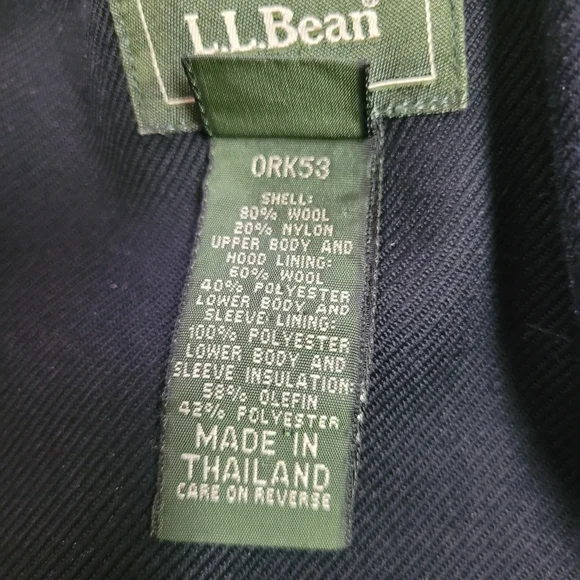 L.L.Bean®
0RK53
SHELL:
80% WOOL
20% NYLON
UPPER BODY AND
HOOD LINING:
60% WOOL
40% POLYESTER
LOWER BODY AND
SLEEVE LINING:
100% POLYESTER
LOWER BODY AND
SLEEVE INSULATION:
58% OLEFIN
42% POLYESTER
MADE IN
THAILAND
CARE ON REVERSE